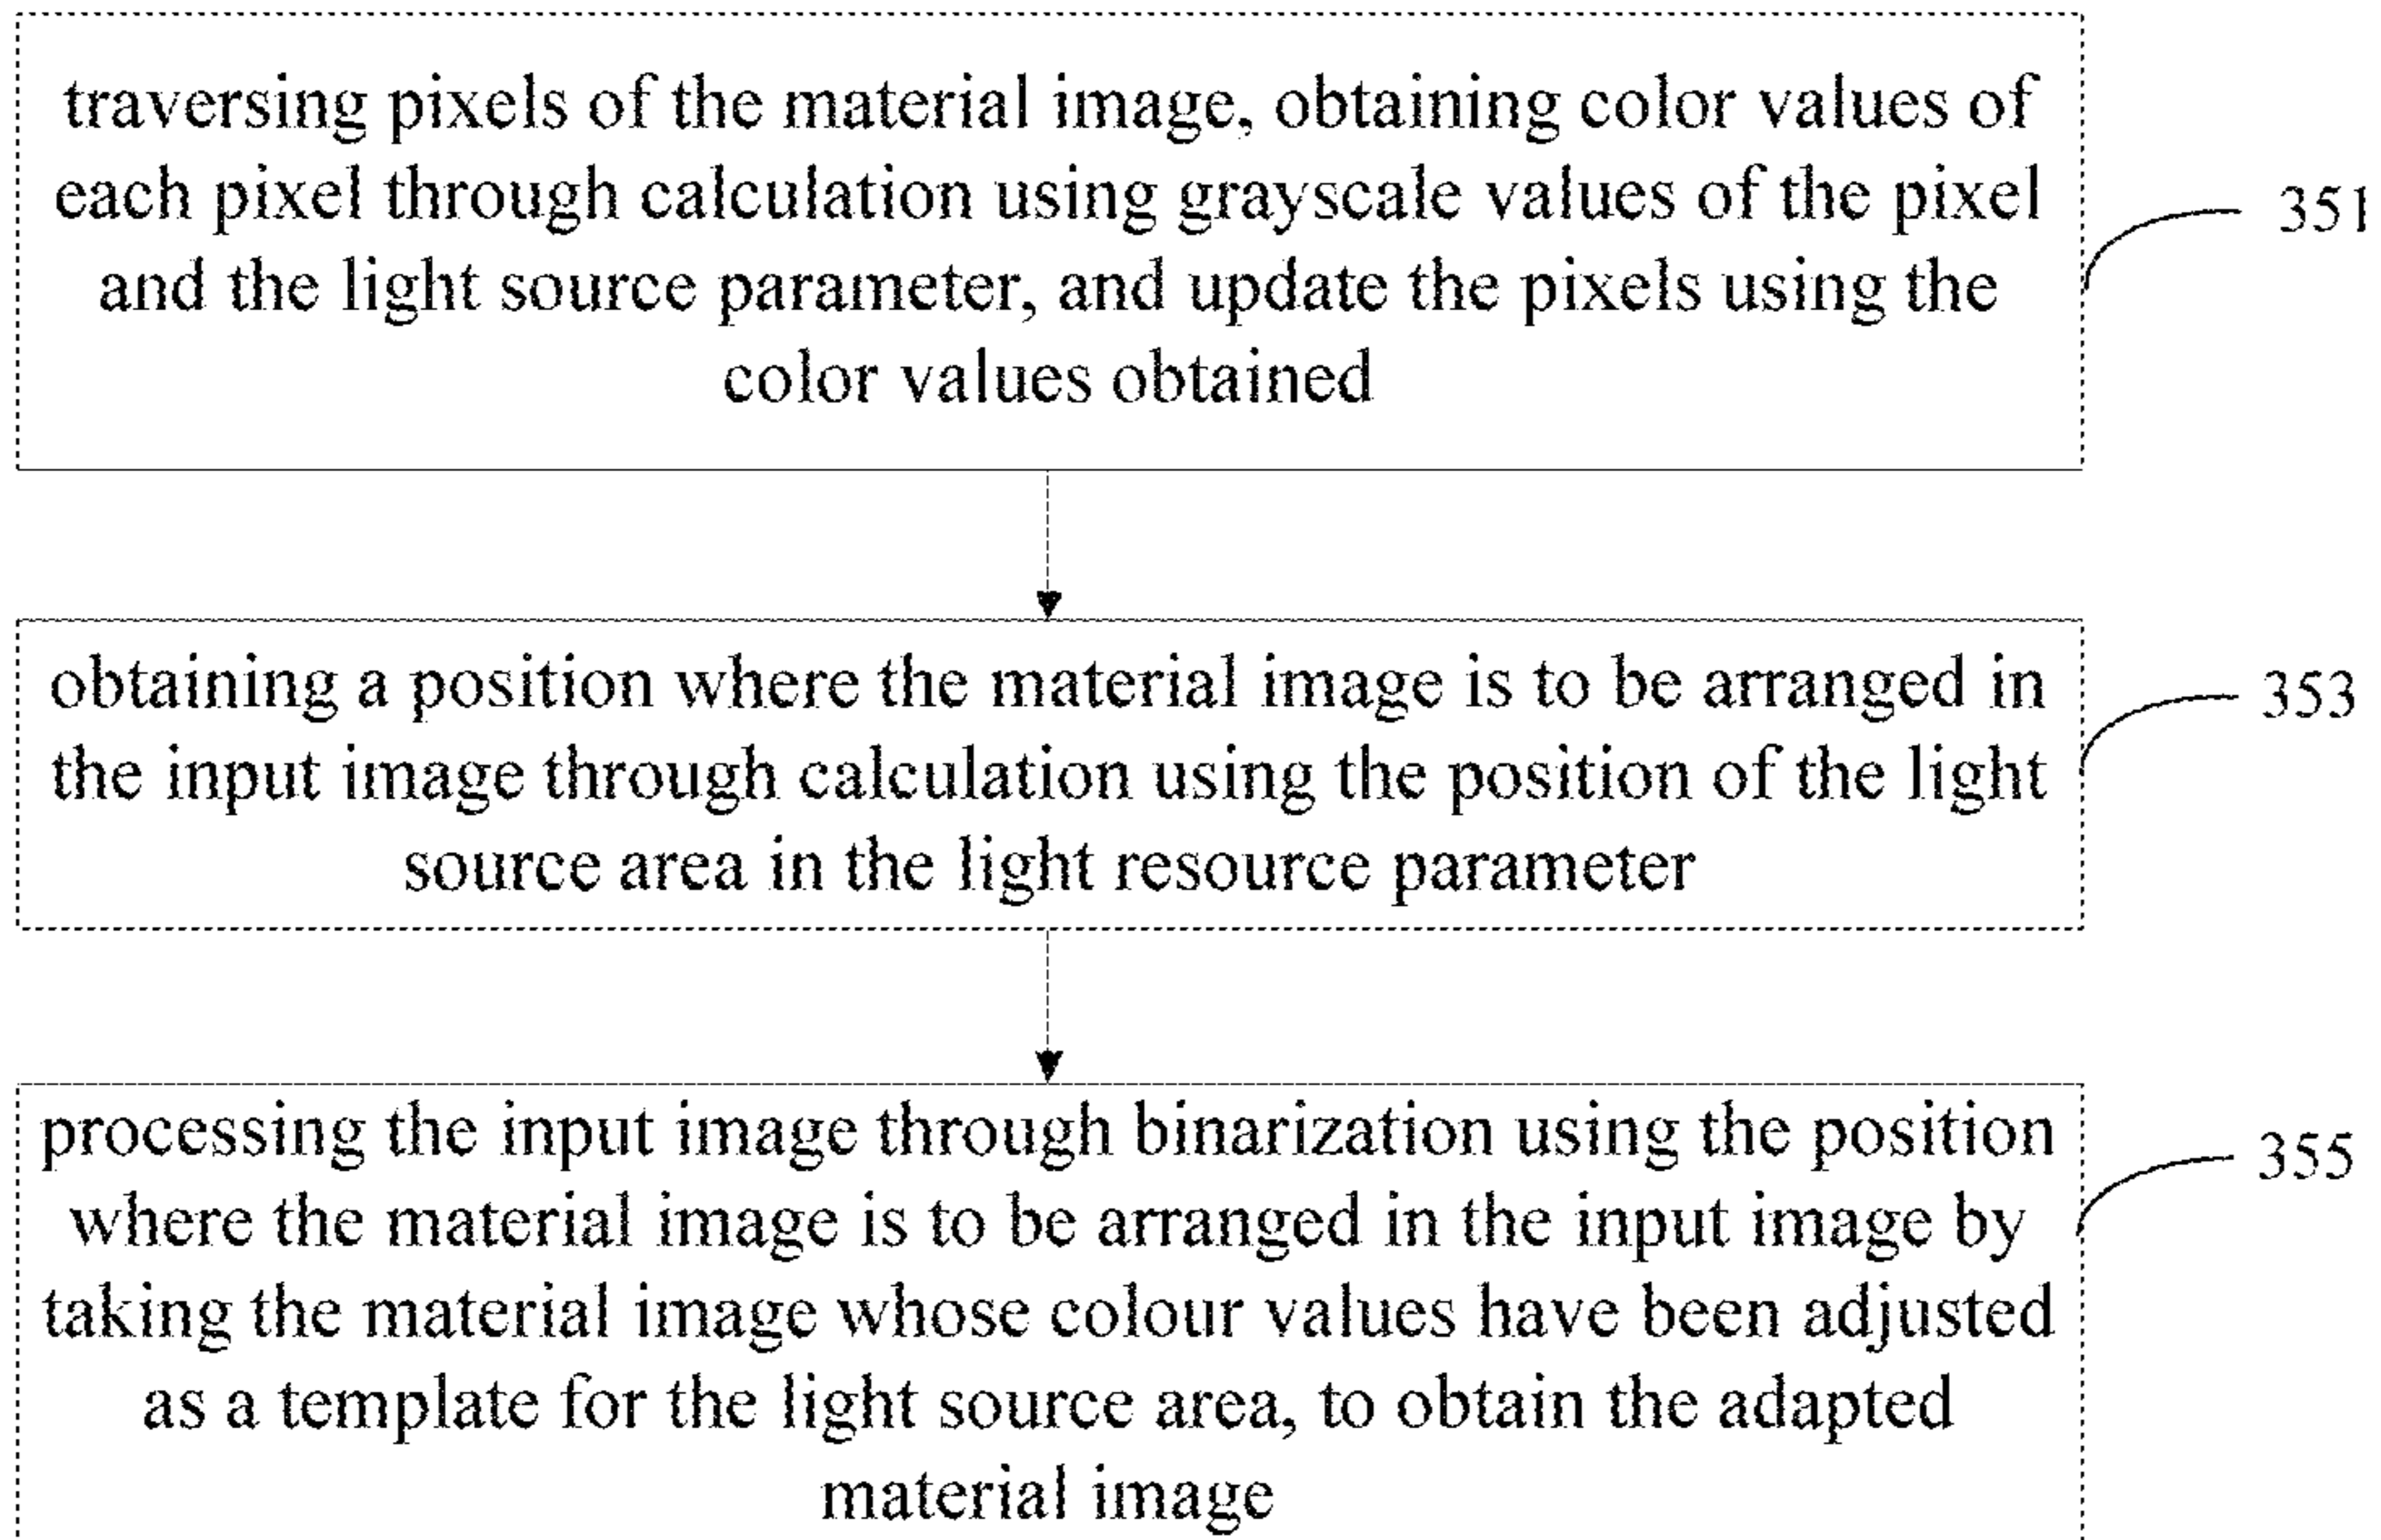 traversing pixels of the material image, obtaining color values of
each pixel through calculation using grayscale values of the pixel
and the light source parameter, and update the pixels using the
color values obtained
351
obtaining a position where the material image is to be arranged in
the input image through calculation using the position of the light
source area in the light resource parameter
353
processing the input image through binarization using the position
where the material image is to be arranged in the input image by
taking the material image whose colour values have been adjusted
as a template for the light source area, to obtain the adapted
material image
355